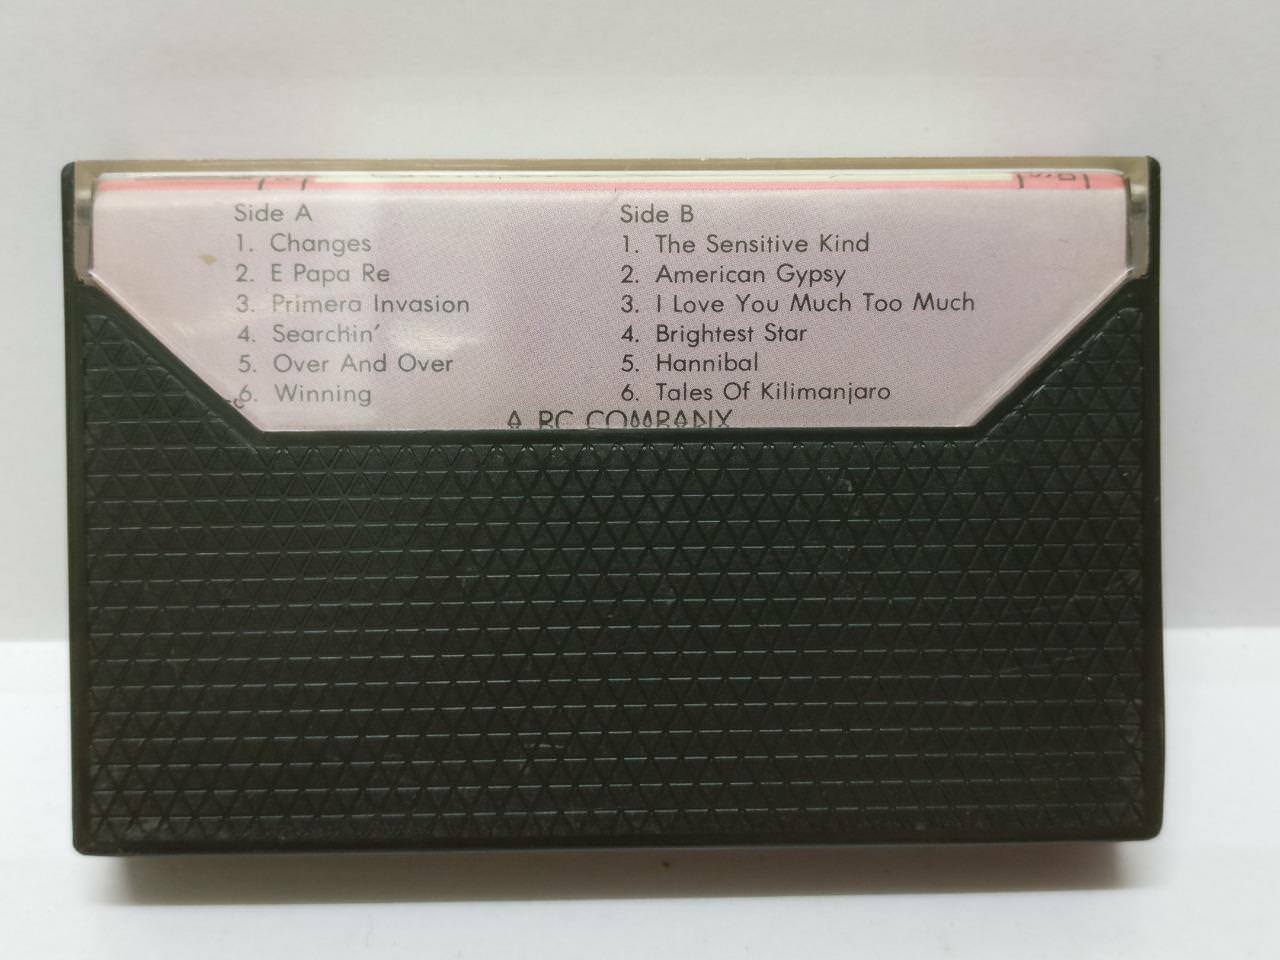 Side A
1. Changes
2. E Papa Re
3. Primera Invasion
4. Searchin'
5. Over And Over
6. Winning
Side B
1. The Sensitive Kind
2. American Gypsy
3. I Love You Much Too Much
4. Brightest Star
5. Hannibal
6. Tales Of Kilimanjaro
A RC COMPANY